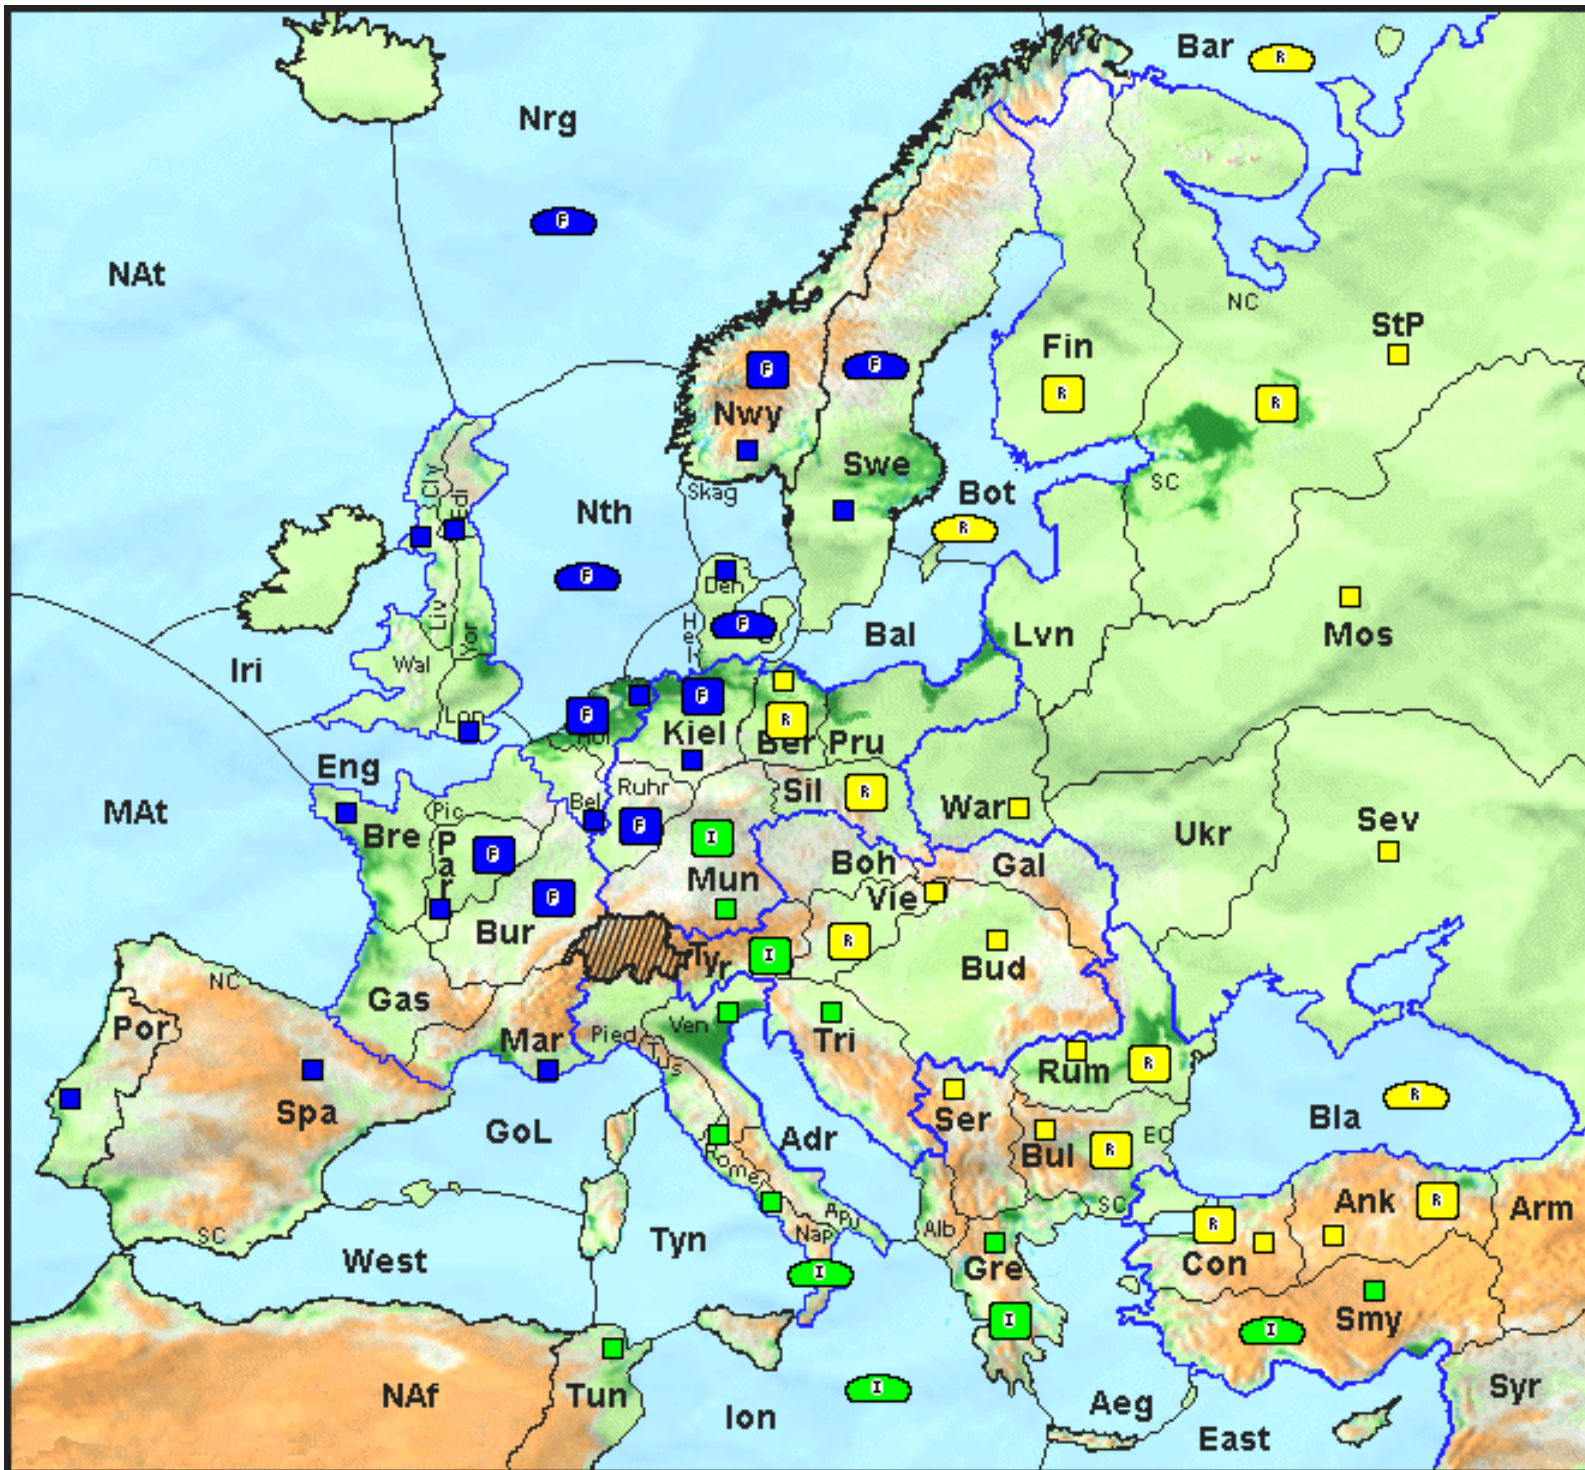 Bar
R
Nrg
F
NAt
NC
StP
Fin
F
F
R
R
Nwy
Cly
Edi
Swe
SC
Skag
Bot
Nth
R
F
Den
Hel
F
Liv
Yor
Bal
Lvn
Mos
Wal
Iri
F
F
R
Lon
Hol
Kiel
Ber
Pru
Eng
Ruhr
Sil
R
Bel
War
MAt
Pic
Bre
Par
F
F
I
Ukr
Sev
Boh
Gal
Mun
Vie
F
Bur
R
I
Tyr
Bud
NC
Gas
Por
Mar
Pied
Ven
Tri
Tus
Rum
R
Spa
GoL
Ser
R
Bla
Adr
Bul
R
EC
Rome
Ank
R
SC
Apu
Nap
Alb
SC
R
Arm
Tyn
West
Gre
Con
I
I
Smy
I
NAf
Tun
I
Ion
Aeg
East
Syr